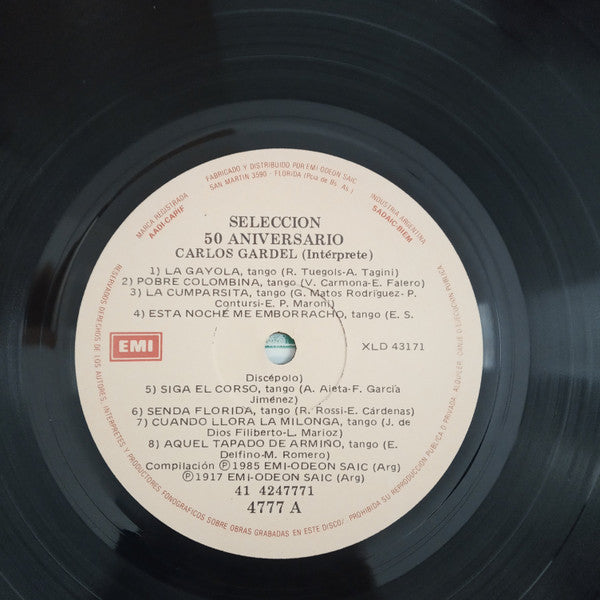 FABRICADO Y DISTRIBUIDO POR EMI-ODEON SAIC
SAN MARTIN 3590 - FLORIDA (Pcia de Bs. As.)
MARCA REGISTRADA
AADI-CAPIF
INDUSTRIA ARGENTINA
SADAIC-BIEM
SELECCION
50 ANIVERSARIO
CARLOS GARDEL (Intérprete)
1) LA GAYOLA, tango (R. Tuegols-A. Tagini)
2) POBRE COLOMBINA, tango (V. Carmona-E. Falero)
3) LA CUMPARSITA, tango (G. Matos Rodríguez- P.
Contursi-E. P. Maroni)
4) ESTA NOCHE ME EMBORRACHO, tango (E. S.
EMI
XLD 43171
Discépolo)
5) SIGA EL CORSO, tango (A. Aieta-F. García
Jiménez)
6) SENDA FLORIDA, tango (R. Rossi-E. Cárdenas)
7) CUANDO LLORA LA MILONGA, tango (J. de
Dios Filiberto-L. Marioz)
8) AQUEL TAPADO DE ARMIÑO, tango (E.
Delfino-M. Romero)
Compilación Ⓟ 1985 EMI-ODEON SAIC (Arg)
Ⓟ 1917 EMI-ODEON SAIC (Arg)
41 4247771
4777 A
RESERVADOS DERECHOS DE LOS AUTORES, INTERPRETES Y PRODUCTORES FONOGRAFICOS SOBRE OBRAS GRABADAS EN ESTE DISCO/ PROHIBIDA SU REPRODUCCION PUBLICA O PRIVADA, ALQUILER, CANJE O EJECUCION PUBLICA